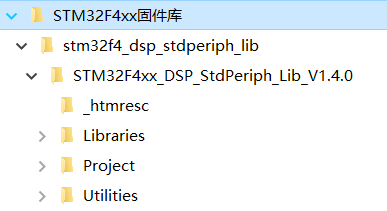 STM32F4xx固件库
stm32f4_dsp_stdperiph_lib
STM32F4xx_DSP_StdPeriph_Lib_V1.4.0
_htmresc
Libraries
Project
Utilities